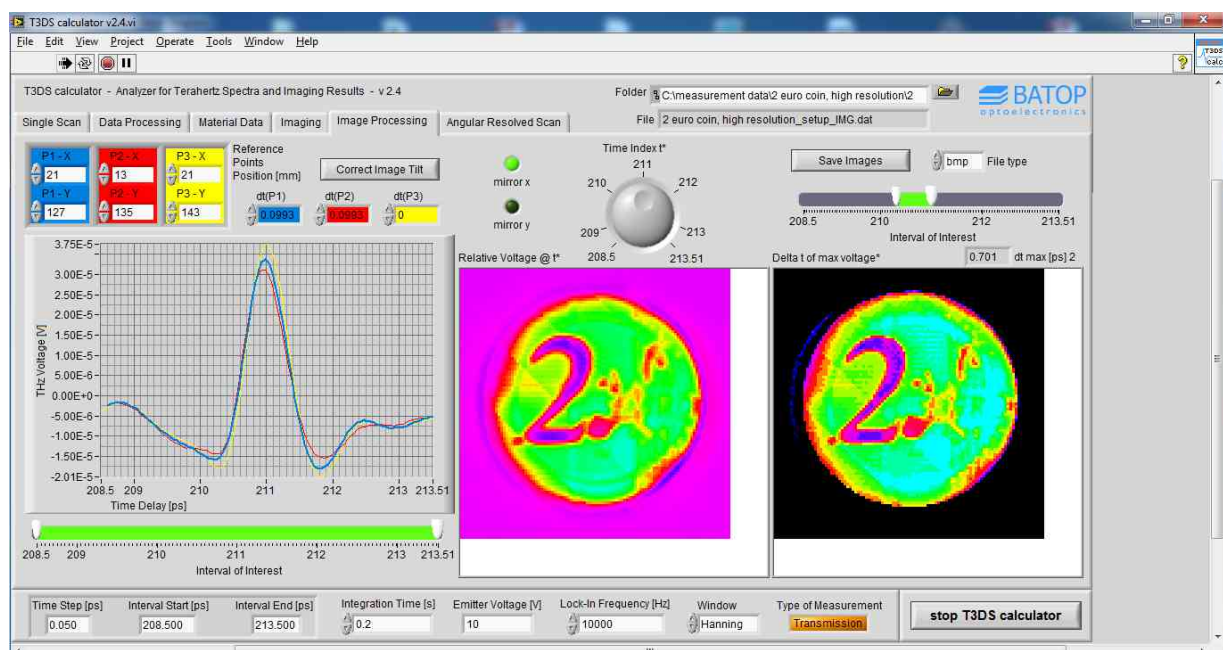 T3DS calculator v2.4.vi
File Edit View Project Operate Tools Window Help
T3DS calculator - Analyzer for Terahertz Spectra and Imaging Results - v 2.4
Folder C:\measurement data\2 euro coin, high resolution\2
BATOP
optoelectronics
File 2 euro coin, high resolution_setup_IMG.dat
Single Scan Data Processing Material Data Imaging Image Processing Angular Resolved Scan
P1 - X P2 - X P3 - X
21 13 21
P1 - Y P2 - Y P3 - Y
127 135 143
Reference
Points
Position [mm]
Correct Image Tilt
dt(P1) dt(P2) dt(P3)
0.0993 0.0993 0
mirror x
mirror y
Time Index t*
211
210 212
209 213
208.5 213.51
Save Images bmp File type
208.5 210 212 213.51
Interval of Interest
Relative Voltage @ t*
Delta t of max voltage* 0.701 dt max [ps] 2
THz Voltage [V]
3.75E-5
3.00E-5
2.50E-5
2.00E-5
1.50E-5
1.00E-5
5.00E-6
0.00E+0
-5.00E-6
-1.00E-5
-1.50E-5
-2.01E-5
208.5 209 210 211 212 213 213.51
Time Delay [ps]
208.5 209 210 211 212 213 213.51
Interval of Interest
Time Step [ps] Interval Start [ps] Interval End [ps] Integration Time [s] Emitter Voltage [V] Lock-In Frequency [Hz] Window Type of Measurement
0.050 208.500 213.500 0.2 10 10000 Hanning Transmission
stop T3DS calculator